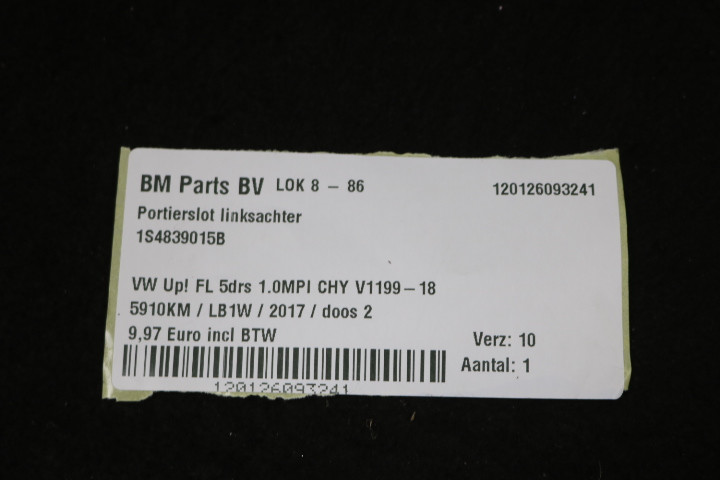 BM Parts BV LOK 8 – 86 120126093241
Portierslot linksachter
1S4839015B
VW Up! FL 5drs 1.0MPI CHY V1199–18
5910KM / LB1W / 2017 / doos 2
9,97 Euro incl BTW Verz: 10
Aantal: 1
120126093241